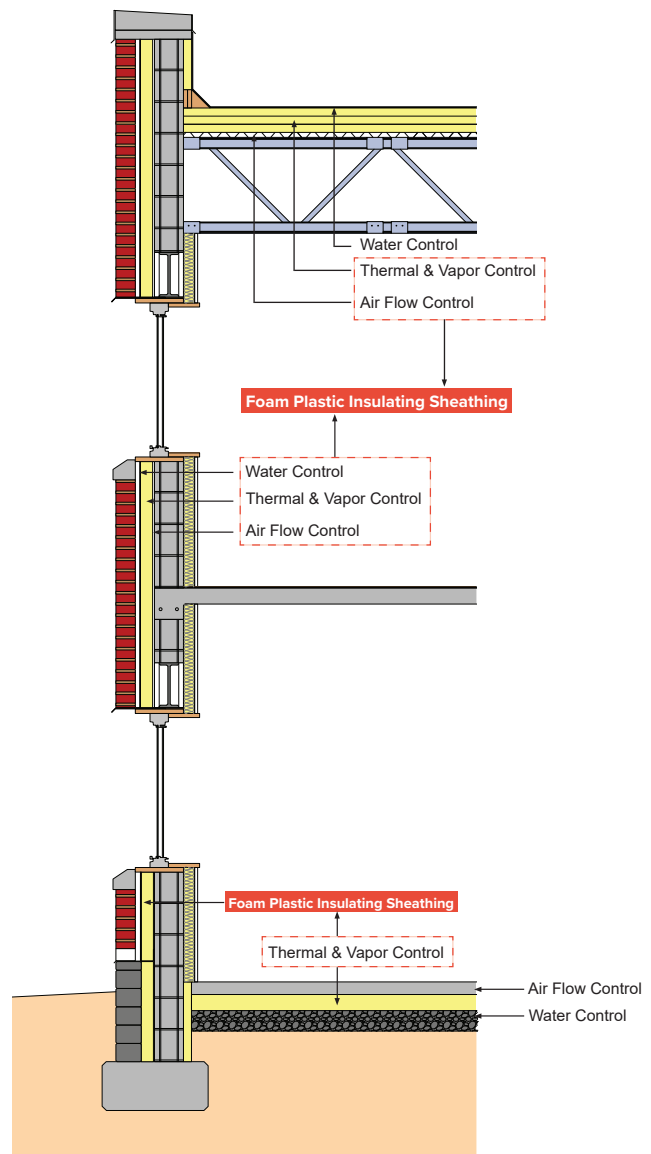 Water Control
Thermal & Vapor Control
Air Flow Control
Foam Plastic Insulating Sheathing
Water Control
Thermal & Vapor Control
Air Flow Control
Foam Plastic Insulating Sheathing
Thermal & Vapor Control
Air Flow Control
Water Control